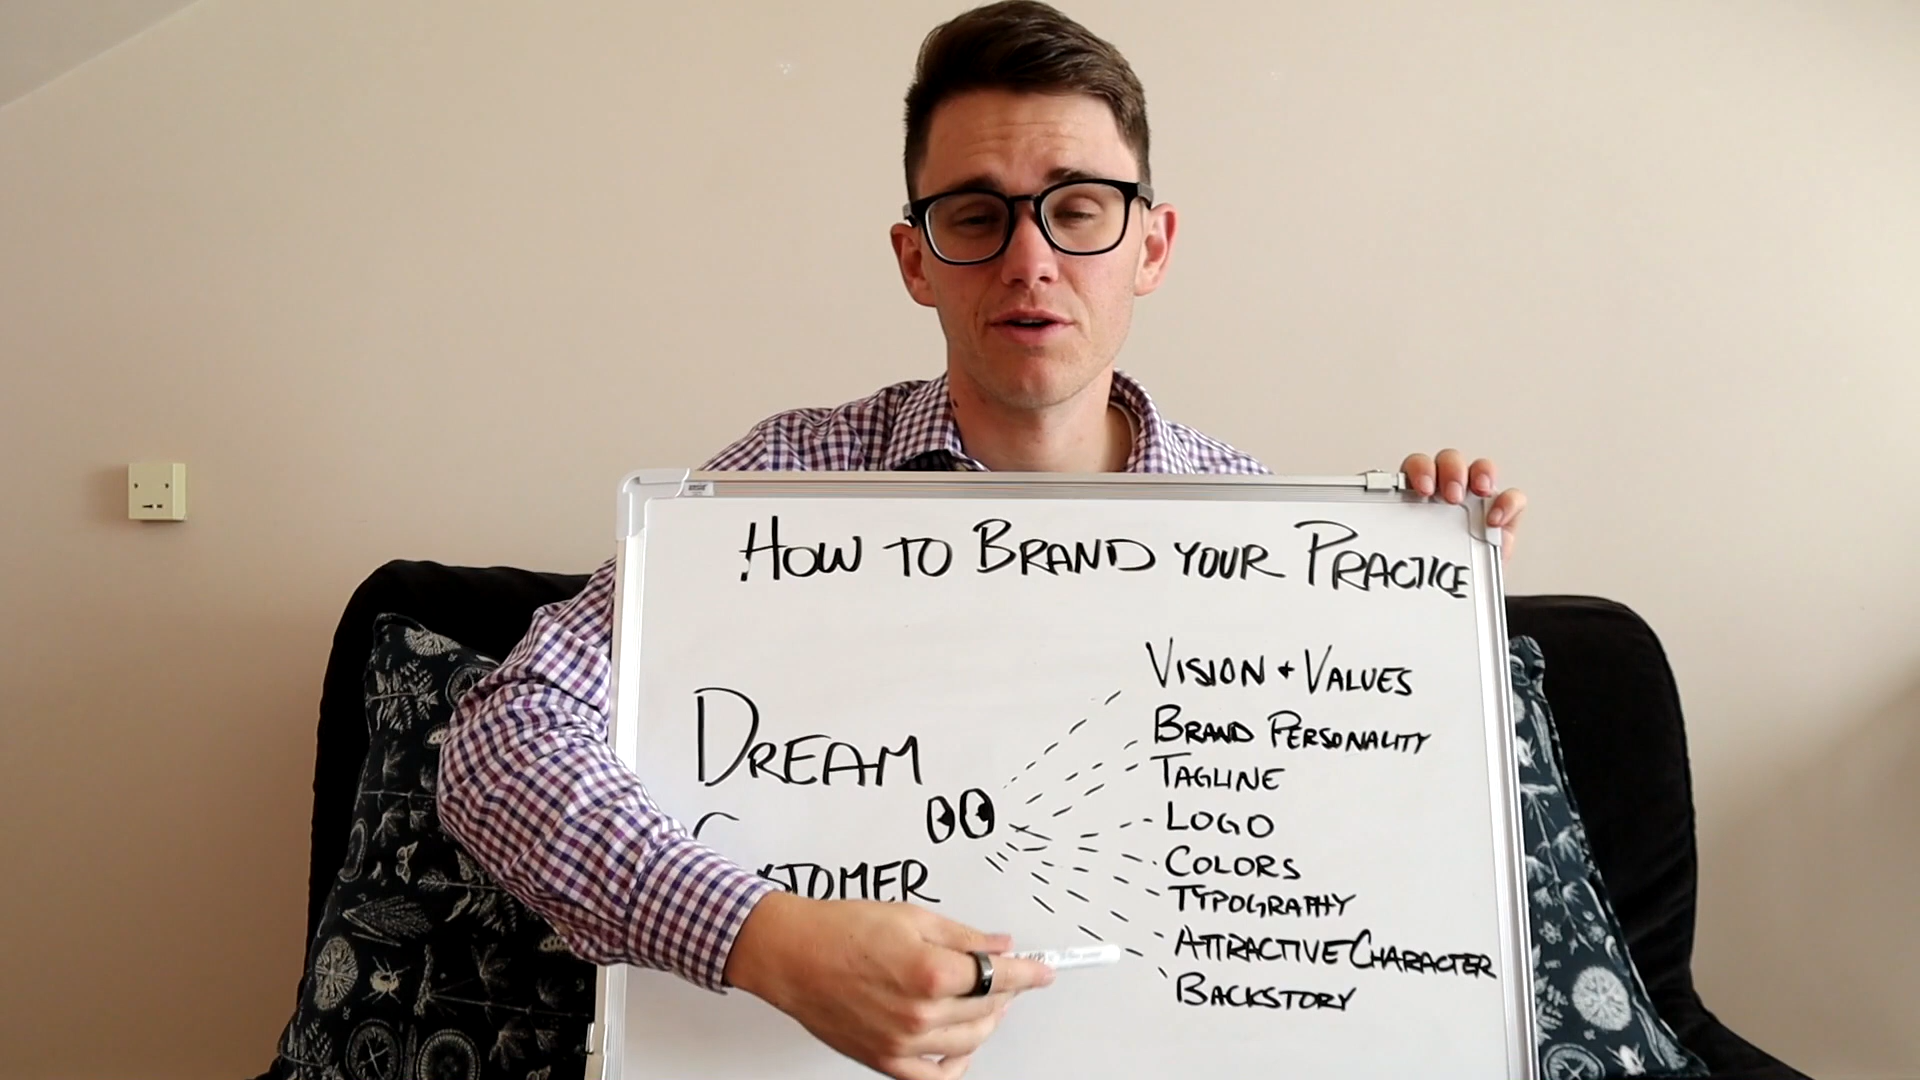 HOW TO BRAND YOUR PRACTICE
DREAM
VISION + VALUES
BRAND PERSONALITY
TAGLINE
LOGO
COLORS
TYPOGRAPHY
ATTRACTIVE CHARACTER
BACKSTORY